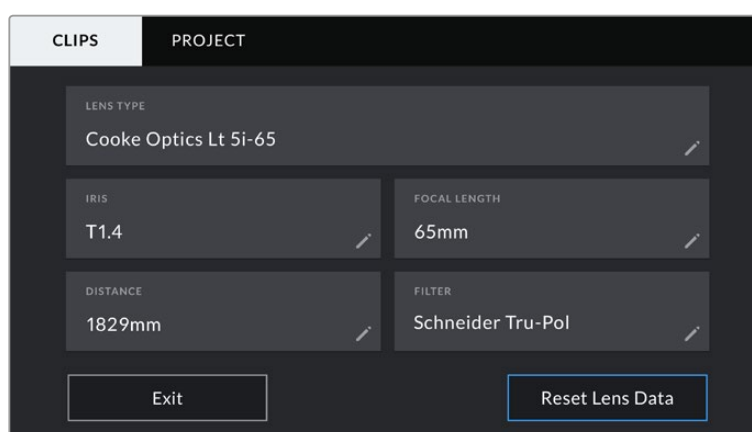 CLIPS PROJECT
LENS TYPE
Cooke Optics Lt 5i-65
IRIS
T1.4
FOCAL LENGTH
65mm
DISTANCE
1829mm
FILTER
Schneider Tru-Pol
Exit
Reset Lens Data